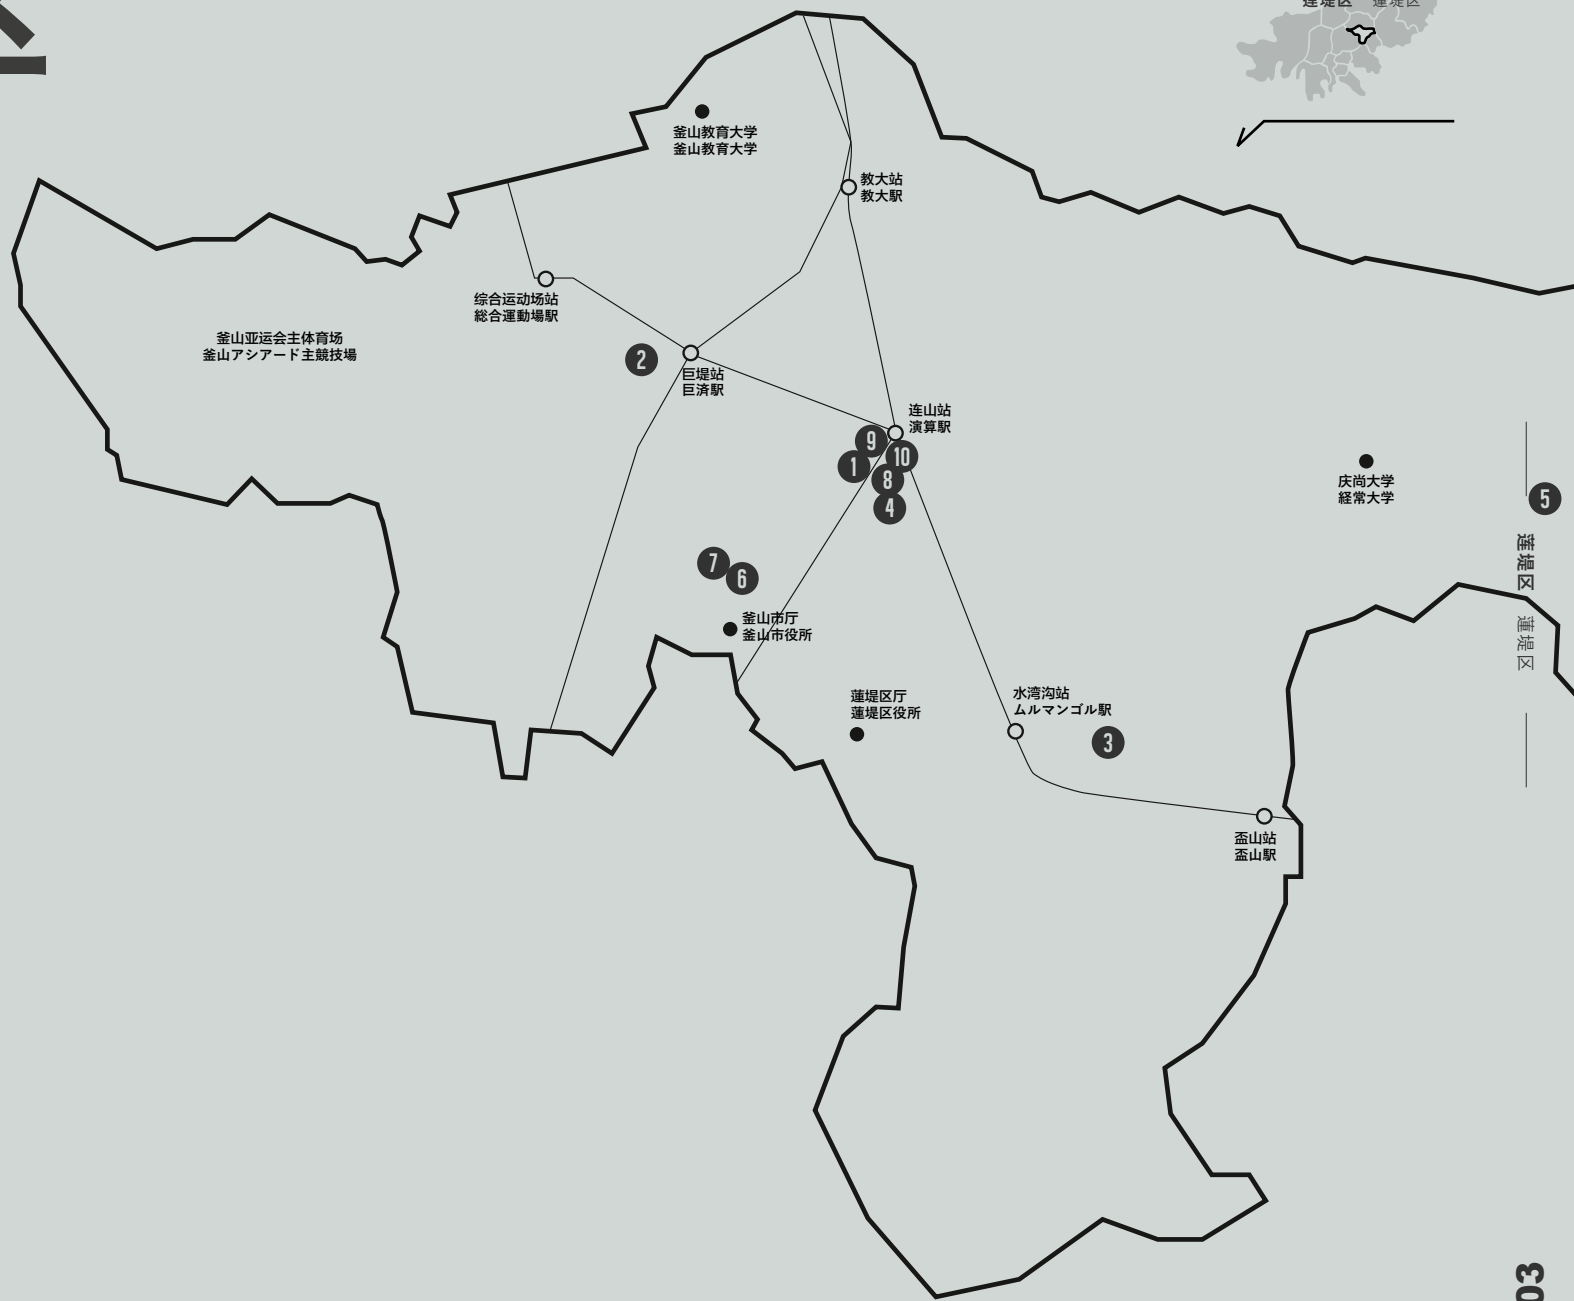 莲堤区 蓮堤区
釜山教育大学
釜山教育大学
教大站
教大駅
综合运动场站
総合運動場駅
釜山亚运会主体育场
釜山アシアード主競技場
2
巨堤站
巨済駅
连山站
演算駅
9
10
1
8
4
庆尚大学
経常大学
5
7
6
釜山市厅
釜山市役所
莲堤区 蓮堤区
水湾沟站
ムルマンゴル駅
蓮堤区厅
蓮堤区役所
3
盃山站
盃山駅
03